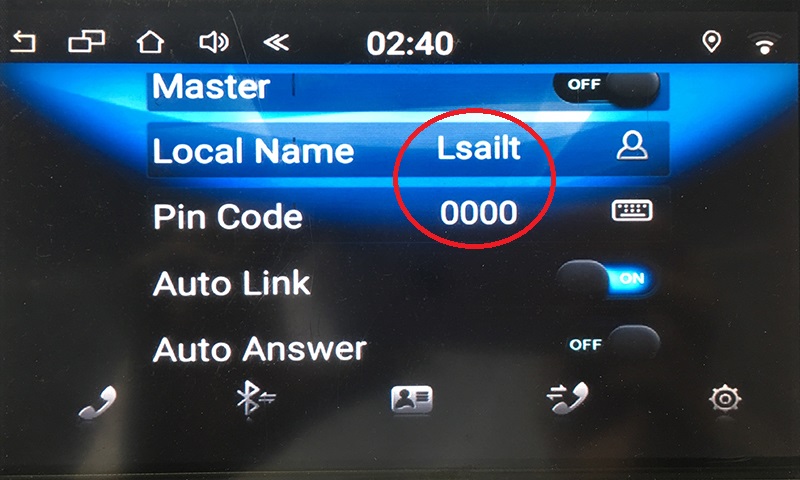 02:40
Master OFF
Local Name Lsailt
Pin Code 0000
Auto Link ON
Auto Answer OFF